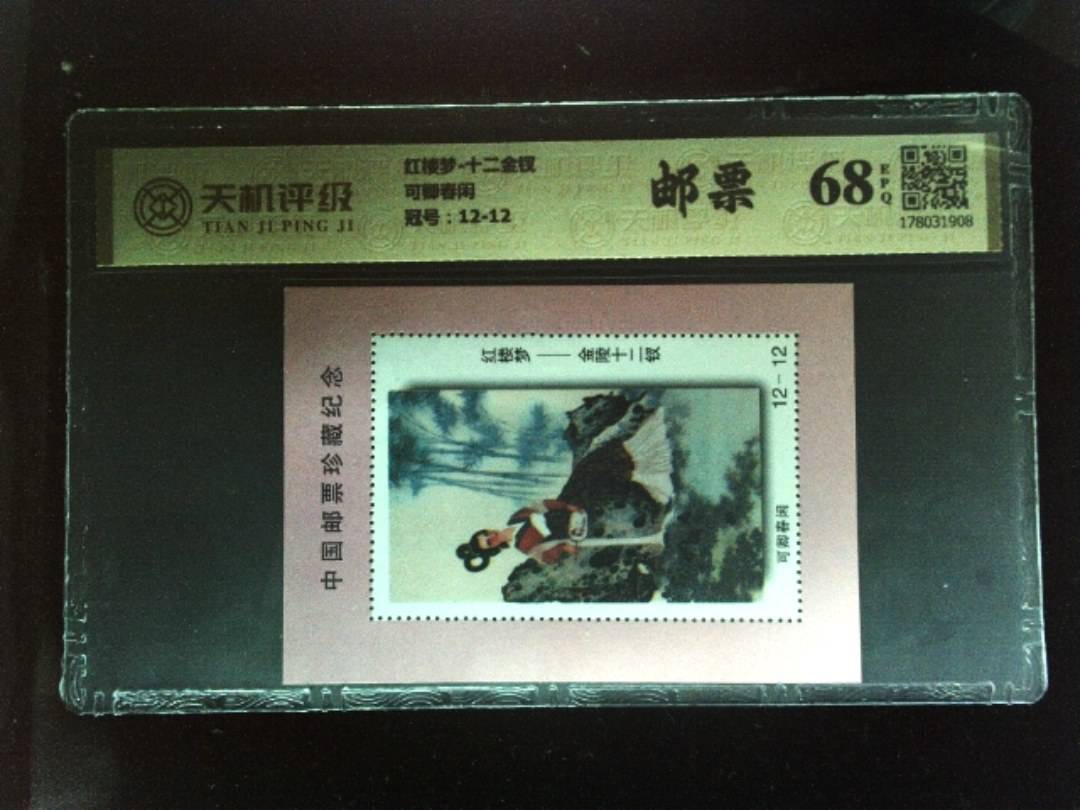 天机评级
TIAN JI PING JI
红楼梦-十二金钗
可卿春闲
冠号：12-12
邮票
68
EPQ
178031908
中国邮票珍藏纪念
红楼梦——金陵十二钗
12-12
可卿春闲